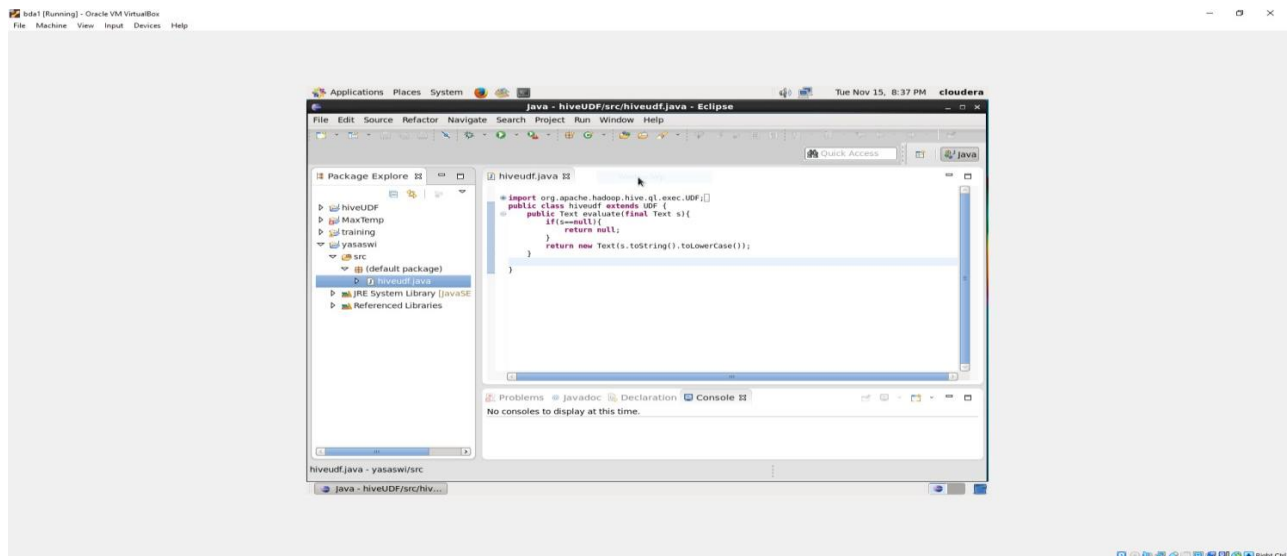 bda1 [Running] - Oracle VM VirtualBox
File Machine View Input Devices Help
Applications Places System
Tue Nov 15, 8:37 PM cloudera
Java - hiveUDF/src/hiveudf.java - Eclipse
File Edit Source Refactor Navigate Search Project Run Window Help
Quick Access
Java
Package Explore
hiveUDF
MaxTemp
training
yasaswi
src
(default package)
hiveudf.java
JRE System Library [JavaSE
Referenced Libraries
hiveudf.java
import org.apache.hadoop.hive.ql.exec.UDF;
public class hiveudf extends UDF {
public Text evaluate(final Text s){
if(s==null){
return null;
}
return new Text(s.toString().toLowerCase());
}
}
Problems Javadoc Declaration Console
No consoles to display at this time.
hiveudf.java - yasaswi/src
Java - hiveUDF/src/hiv...
Right Ctrl